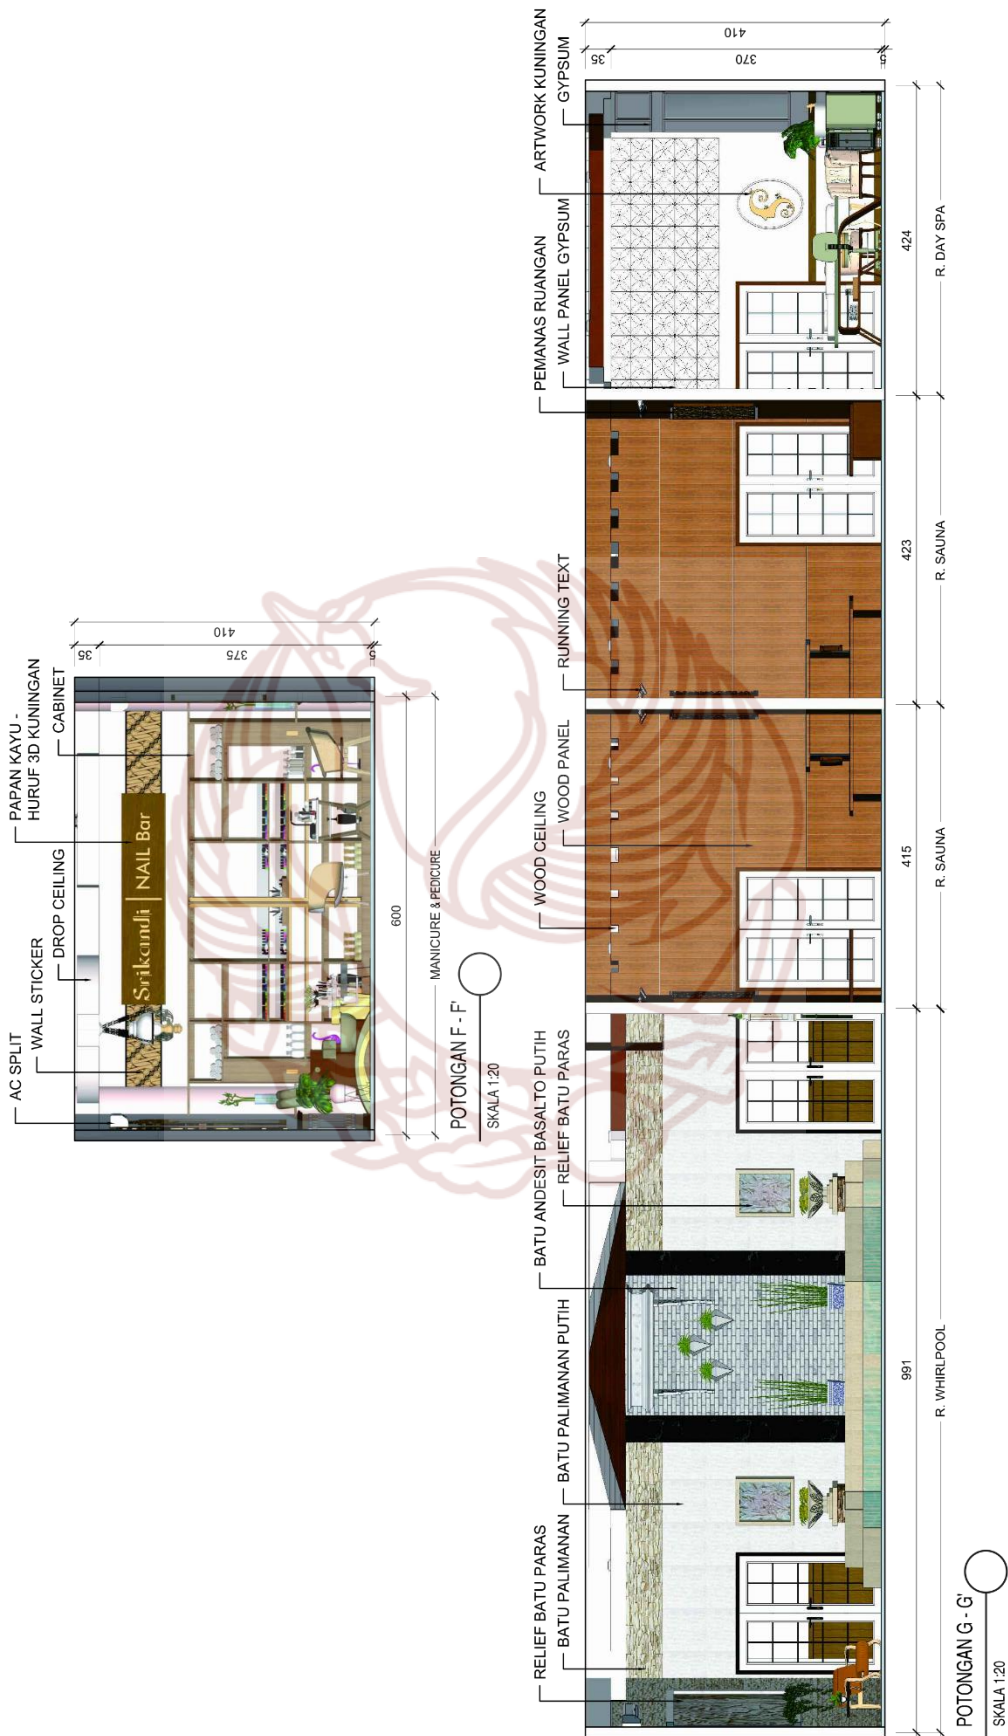 AC SPLIT
WALL STICKER
DROP CEILING
PAPAN KAYU -
HURUF 3D KUNINGAN
CABINET
Srikandi | NAIL Bar
35
375
5
410
600
MANICURE & PEDICURE
POTONGAN F - F'
SKALA 1:20
RELIEF BATU PARAS
BATU PALIMANAN
BATU PALIMANAN PUTIH
BATU ANDESIT BASALTO PUTIH
RELIEF BATU PARAS
WOOD CEILING
WOOD PANEL
RUNNING TEXT
PEMANAS RUANGAN
WALL PANEL GYPSUM
ARTWORK KUNINGAN
GYPSUM
35
370
5
410
991
415
423
424
R. WHIRLPOOL
R. SAUNA
R. SAUNA
R. DAY SPA
POTONGAN G - G'
SKALA 1:20